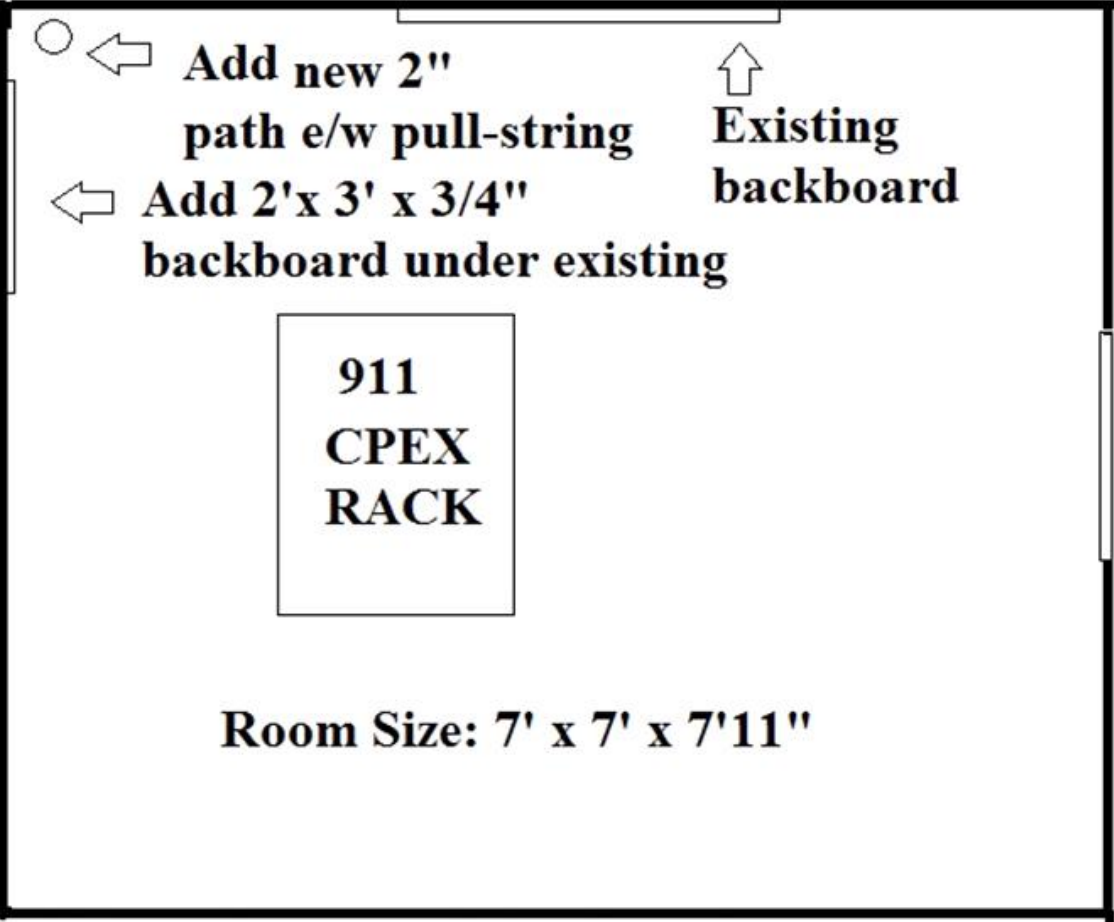 Add new 2"
path e/w pull-string
Existing
backboard
Add 2'x 3' x 3/4"
backboard under existing
911
CPEX
RACK
Room Size: 7' x 7' x 7'11"